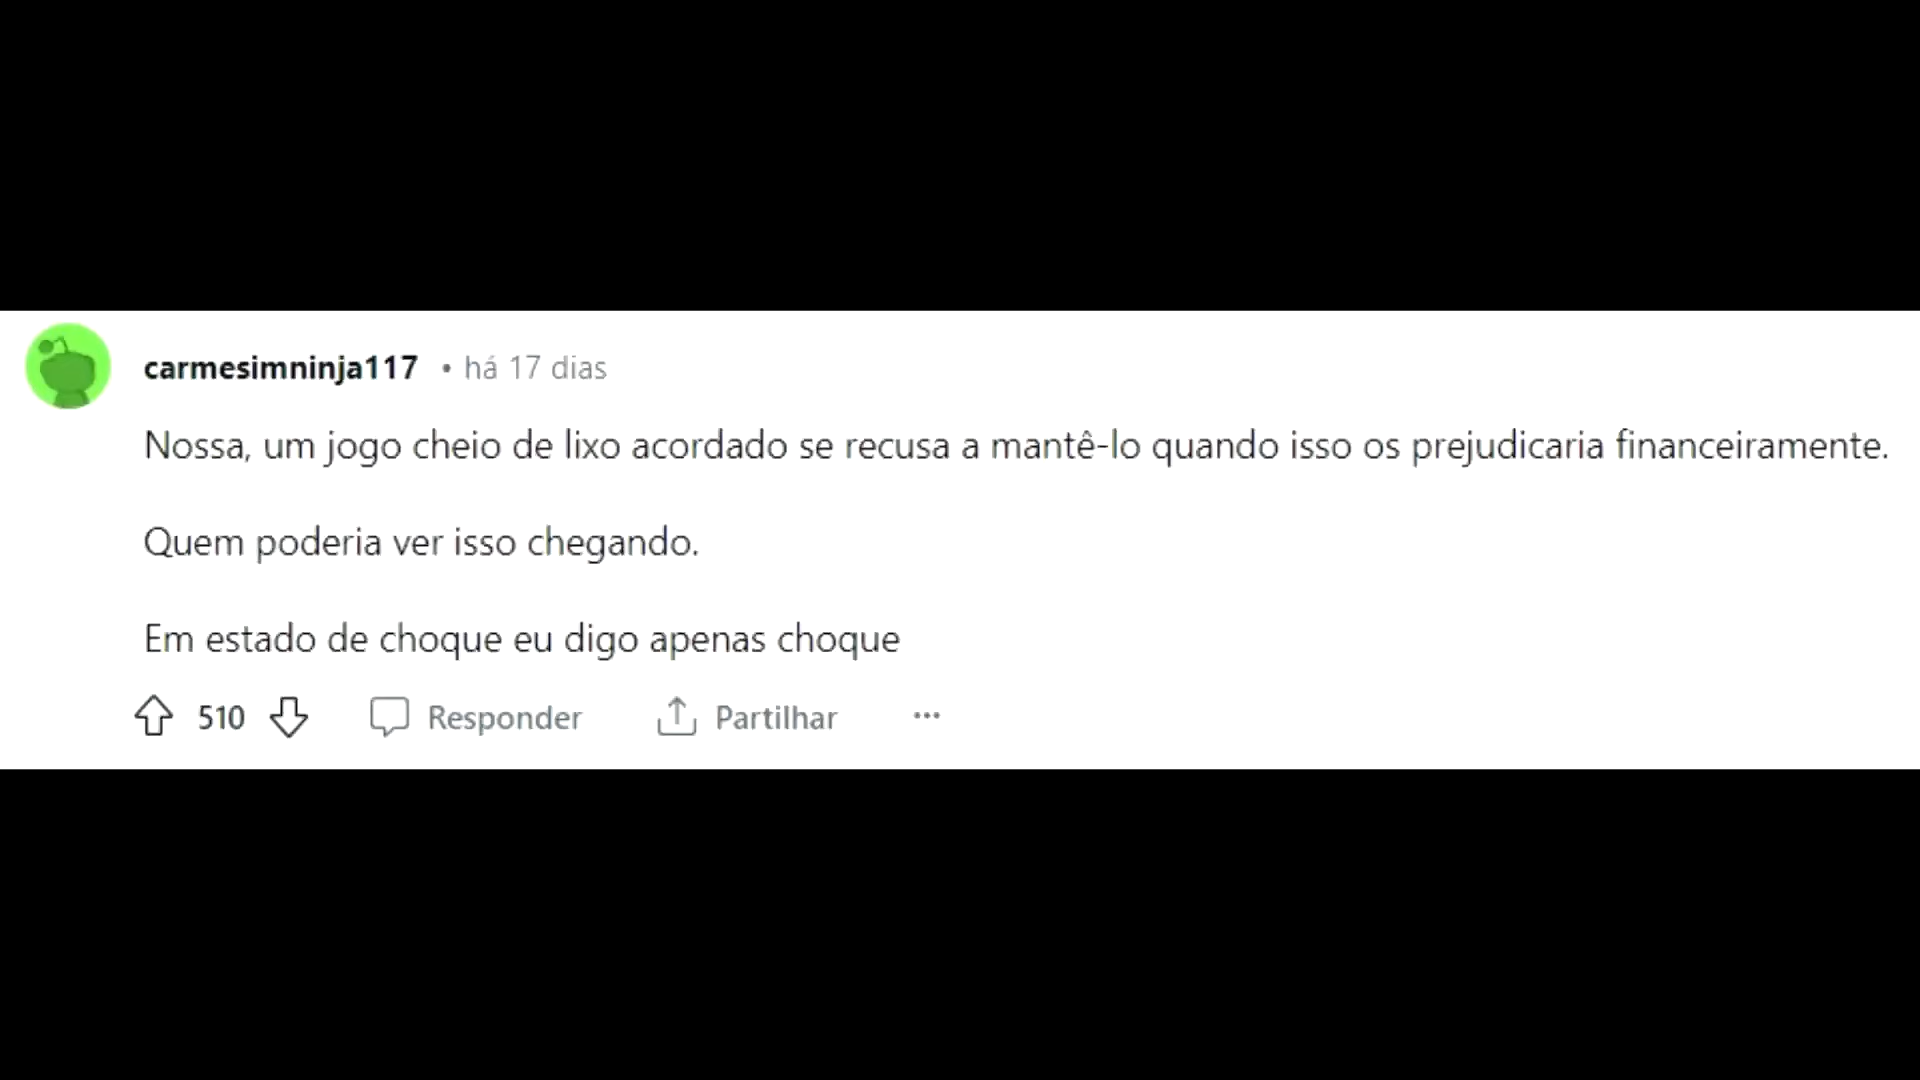 carmesimninja117 • há 17 dias
Nossa, um jogo cheio de lixo acordado se recusa a mantê-lo quando isso os prejudicaria financeiramente.
Quem poderia ver isso chegando.
Em estado de choque eu digo apenas choque
510 Responder Partilhar ...